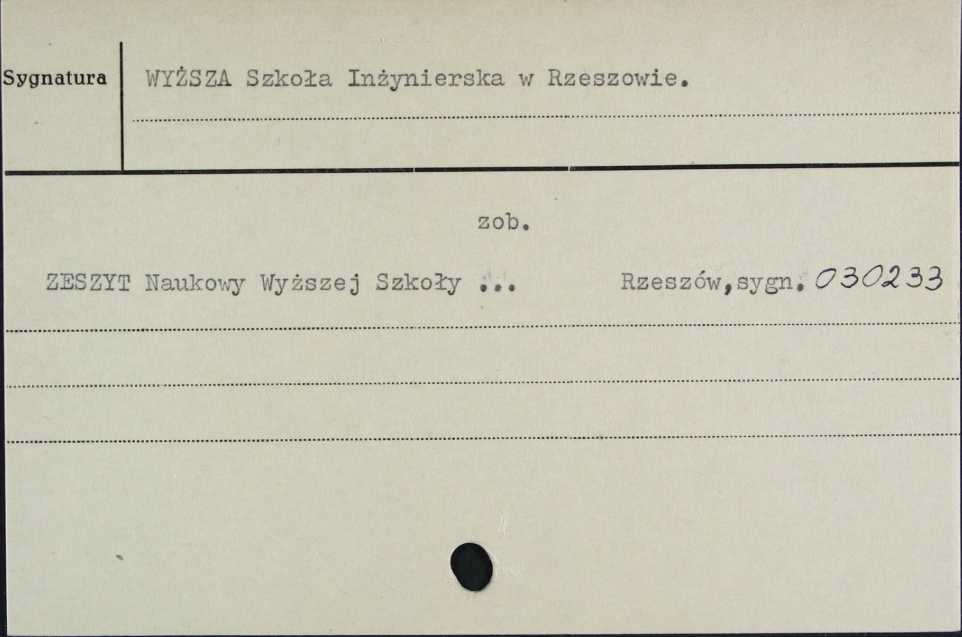 Sygnatura
WYŻSZA Szkoła Inżynierska w Rzeszowie.
zob.
ZESZYT Naukowy Wyższej Szkoły ... Rzeszów,sygn. 030233